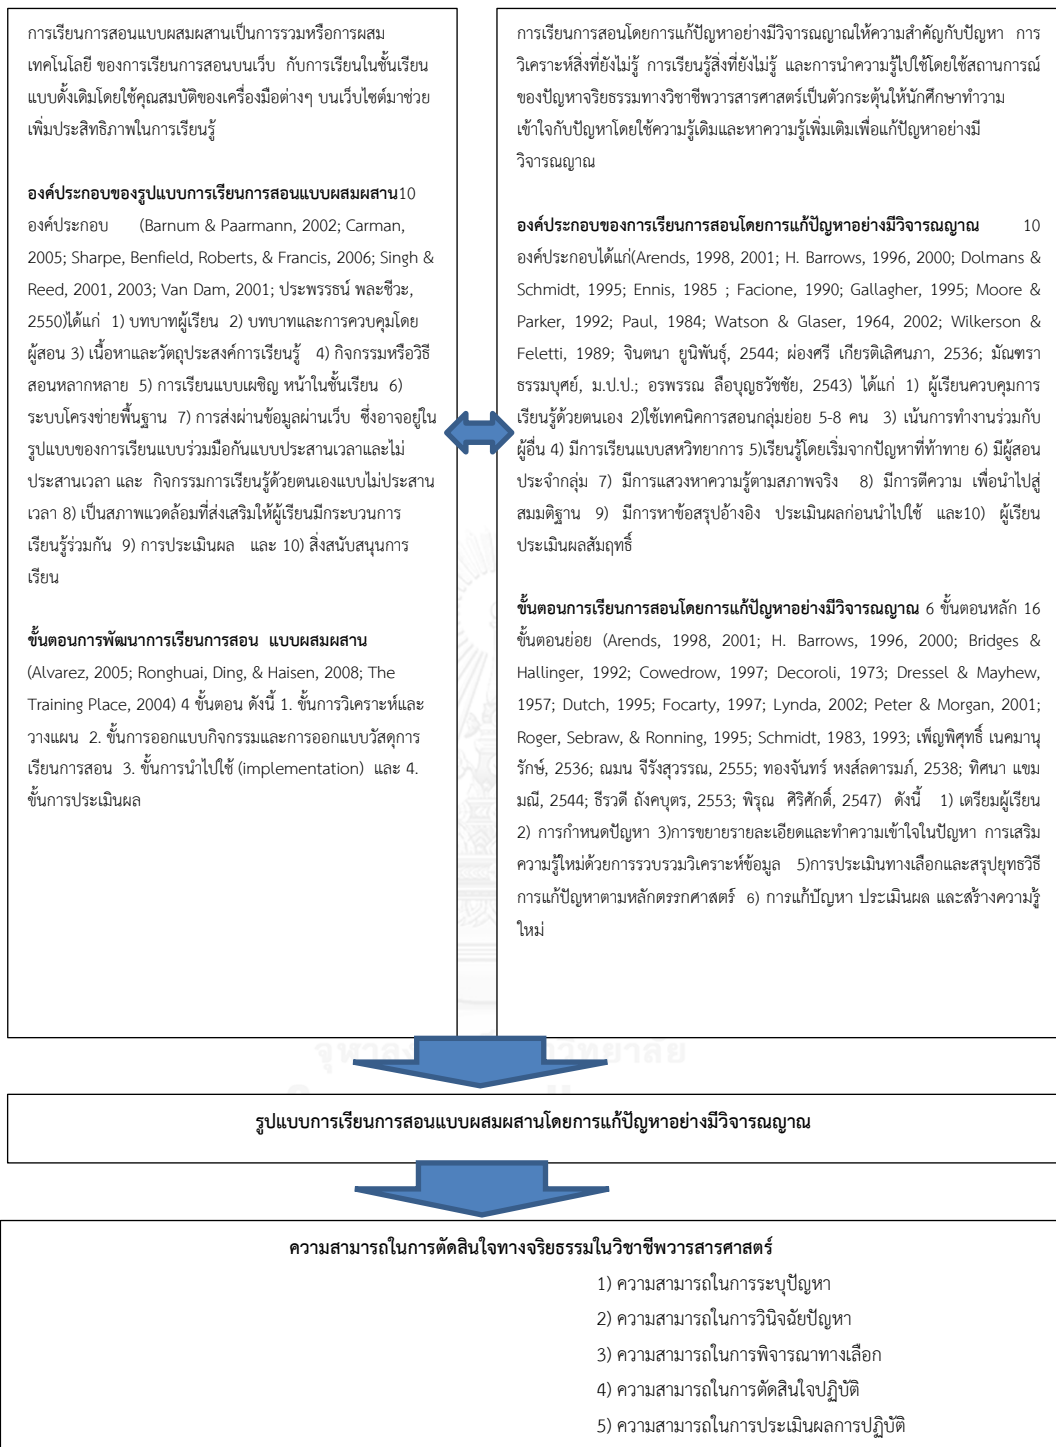 การเรียนการสอนแบบผสมผสานเป็นการรวมหรือการผสม
เทคโนโลยี ของการเรียนการสอนบนเว็บ กับการเรียนในชั้นเรียน
แบบดั้งเดิมโดยใช้คุณสมบัติของเครื่องมือต่างๆ บนเว็บไซต์มาช่วย
เพิ่มประสิทธิภาพในการเรียนรู้
องค์ประกอบของรูปแบบการเรียนการสอนแบบผสมผสาน10
องค์ประกอบ (Barnum & Paarmann, 2002; Carman,
2005; Sharpe, Benfield, Roberts, & Francis, 2006; Singh &
Reed, 2001, 2003; Van Dam, 2001; ประพรรธน์ พละชีวะ,
2550)ได้แก่ 1) บทบาทผู้เรียน 2) บทบาทและการควบคุมโดย
ผู้สอน 3) เนื้อหาและวัตถุประสงค์การเรียนรู้ 4) กิจกรรมหรือวิธี
สอนหลากหลาย 5) การเรียนแบบเผชิญ หน้าในชั้นเรียน 6)
ระบบโครงข่ายพื้นฐาน 7) การส่งผ่านข้อมูลผ่านเว็บ ซึ่งอาจอยู่ใน
รูปแบบของการเรียนแบบร่วมมือกันแบบประสานเวลาและไม่
ประสานเวลา และ กิจกรรมการเรียนรู้ด้วยตนเองแบบไม่ประสาน
เวลา 8) เป็นสภาพแวดล้อมที่ส่งเสริมให้ผู้เรียนมีกระบวนการ
เรียนรู้ร่วมกัน 9) การประเมินผล และ 10) สิ่งสนับสนุนการ
เรียน
ขั้นตอนการพัฒนาการเรียนการสอน แบบผสมผสาน
(Alvarez, 2005; Ronghuai, Ding, & Haisen, 2008; The
Training Place, 2004) 4 ขั้นตอน ดังนี้ 1. ขั้นการวิเคราะห์และ
วางแผน 2. ขั้นการออกแบบกิจกรรมและการออกแบบวัสดุการ
เรียนการสอน 3. ขั้นการนำไปใช้ (implementation) และ 4.
ขั้นการประเมินผล
การเรียนการสอนโดยการแก้ปัญหาอย่างมีวิจารณญาณให้ความสำคัญกับปัญหา การ
วิเคราะห์สิ่งที่ยังไม่รู้ การเรียนรู้สิ่งที่ยังไม่รู้ และการนำความรู้ไปใช้โดยใช้สถานการณ์
ของปัญหาจริยธรรมทางวิชาชีพวารสารศาสตร์เป็นตัวกระตุ้นให้นักศึกษาทำวาม
เข้าใจกับปัญหาโดยใช้ความรู้เดิมและหาความรู้เพิ่มเติมเพื่อแก้ปัญหาอย่างมี
วิจารณญาณ
องค์ประกอบของการเรียนการสอนโดยการแก้ปัญหาอย่างมีวิจารณญาณ 10
องค์ประกอบได้แก่(Arends, 1998, 2001; H. Barrows, 1996, 2000; Dolmans &
Schmidt, 1995; Ennis, 1985 ; Facione, 1990; Gallagher, 1995; Moore &
Parker, 1992; Paul, 1984; Watson & Glaser, 1964, 2002; Wilkerson &
Feletti, 1989; จินตนา ยูนิพันธุ์, 2544; ผ่องศรี เกียรติเลิศนภา, 2536; มัณฑรา
ธรรมบุศย์, ม.ป.ป.; อรพรรณ ลือบุญธวัชชัย, 2543) ได้แก่ 1) ผู้เรียนควบคุมการ
เรียนรู้ด้วยตนเอง 2)ใช้เทคนิคการสอนกลุ่มย่อย 5-8 คน 3) เน้นการทำงานร่วมกับ
ผู้อื่น 4) มีการเรียนแบบสหวิทยาการ 5)เรียนรู้โดยเริ่มจากปัญหาที่ท้าทาย 6) มีผู้สอน
ประจำกลุ่ม 7) มีการแสวงหาความรู้ตามสภาพจริง 8) มีการตีความ เพื่อนำไปสู่
สมมติฐาน 9) มีการหาข้อสรุปอ้างอิง ประเมินผลก่อนนำไปใช้ และ10) ผู้เรียน
ประเมินผลสัมฤทธิ์
ขั้นตอนการเรียนการสอนโดยการแก้ปัญหาอย่างมีวิจารณญาณ 6 ขั้นตอนหลัก 16
ขั้นตอนย่อย (Arends, 1998, 2001; H. Barrows, 1996, 2000; Bridges &
Hallinger, 1992; Cowedrow, 1997; Decoroli, 1973; Dressel & Mayhew,
1957; Dutch, 1995; Focarty, 1997; Lynda, 2002; Peter & Morgan, 2001;
Roger, Sebraw, & Ronning, 1995; Schmidt, 1983, 1993; เพ็ญพิศุทธิ์ เนคมานุ
รักษ์, 2536; ณมน จีรังสุวรรณ, 2555; ทองจันทร์ หงส์ลดารมภ์, 2538; ทิศนา แขม
มณี, 2544; ธีรวดี ถังคบุตร, 2553; พิรุณ ศิริศักดิ์, 2547) ดังนี้ 1) เตรียมผู้เรียน
2) การกำหนดปัญหา 3)การขยายรายละเอียดและทำความเข้าใจในปัญหา การเสริม
ความรู้ใหม่ด้วยการรวบรวมวิเคราะห์ข้อมูล 5)การประเมินทางเลือกและสรุปยุทธวิธี
การแก้ปัญหาตามหลักตรรกศาสตร์ 6) การแก้ปัญหา ประเมินผล และสร้างความรู้
ใหม่
รูปแบบการเรียนการสอนแบบผสมผสานโดยการแก้ปัญหาอย่างมีวิจารณญาณ
ความสามารถในการตัดสินใจทางจริยธรรมในวิชาชีพวารสารศาสตร์
1) ความสามารถในการระบุปัญหา
2) ความสามารถในการวินิจฉัยปัญหา
3) ความสามารถในการพิจารณาทางเลือก
4) ความสามารถในการตัดสินใจปฏิบัติ
5) ความสามารถในการประเมินผลการปฏิบัติ